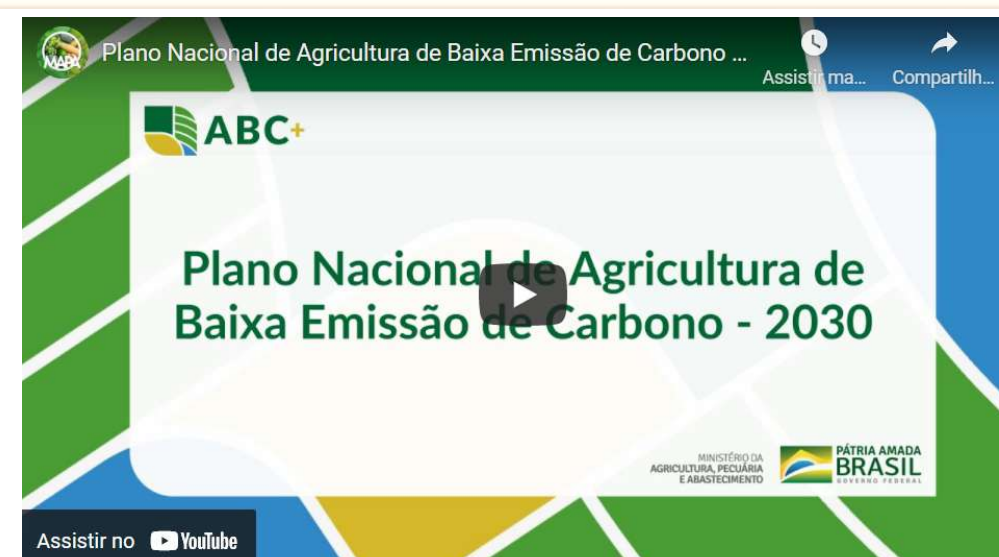 MAPA
Plano Nacional de Agricultura de Baixa Emissão de Carbono ...
Assistir ma...
Compartilh...
ABC+
Plano Nacional de Agricultura de
Baixa Emissão de Carbono - 2030
MINISTÉRIO DA
AGRICULTURA, PECUÁRIA
E ABASTECIMENTO
PÁTRIA AMADA
BRASIL
GOVERNO FEDERAL
Assistir no YouTube